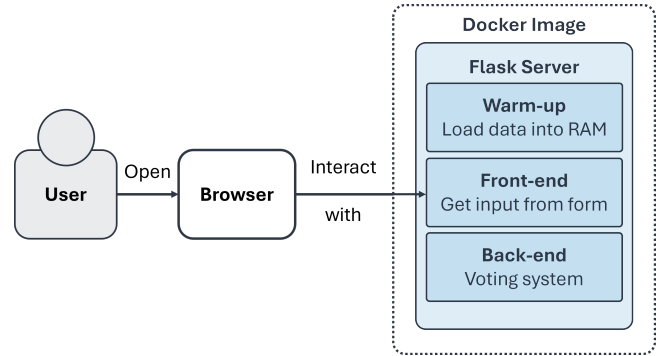 Docker Image
Flask Server
Warm-up
Load data into RAM
User
Open
Browser
Interact
with
Front-end
Get input from form
Back-end
Voting system